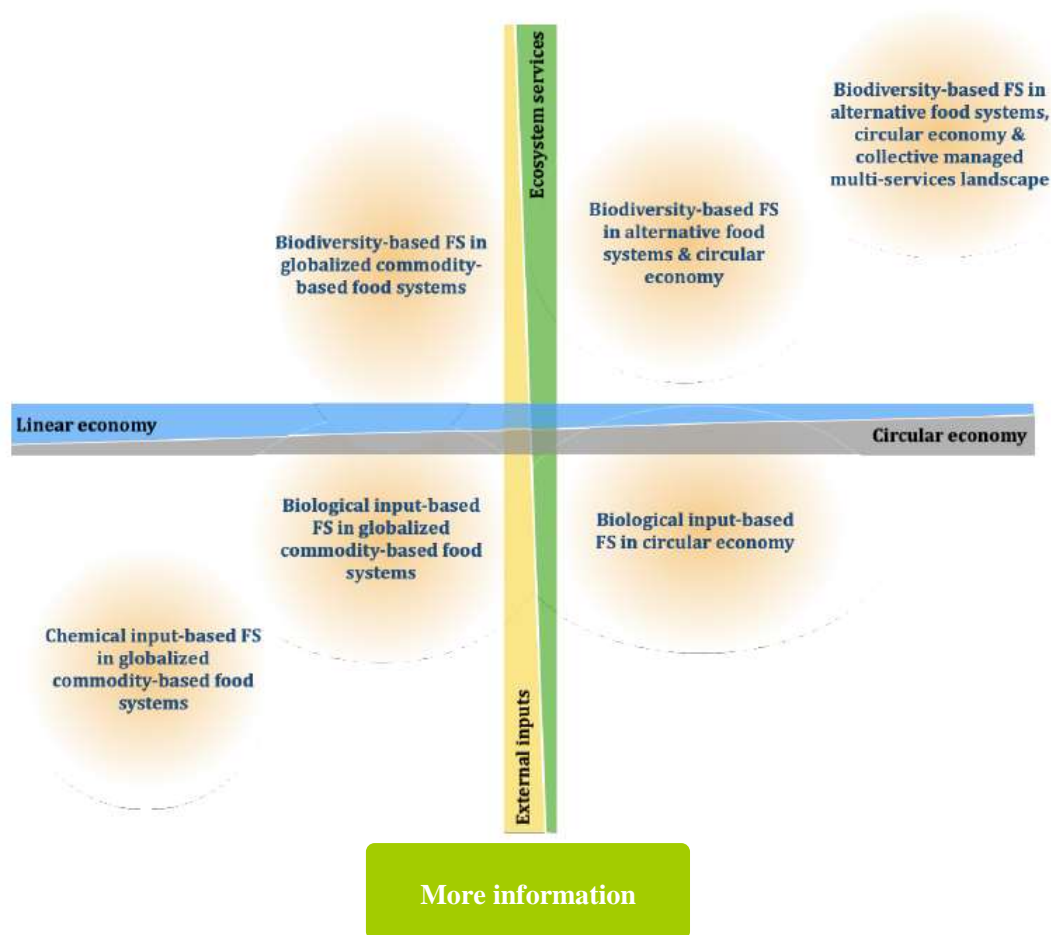 Ecosystem services
Biodiversity-based FS in
alternative food systems,
circular economy &
collective managed
multi-services landscape
Biodiversity-based FS
in alternative food
systems & circular
economy
Biodiversity-based FS in
globalized commodity-
based food systems
Linear economy
Circular economy
Biological input-based
FS in globalized
commodity-based food
systems
Biological input-based
FS in circular economy
Chemical input-based FS
in globalized
commodity-based food
systems
External inputs
More information